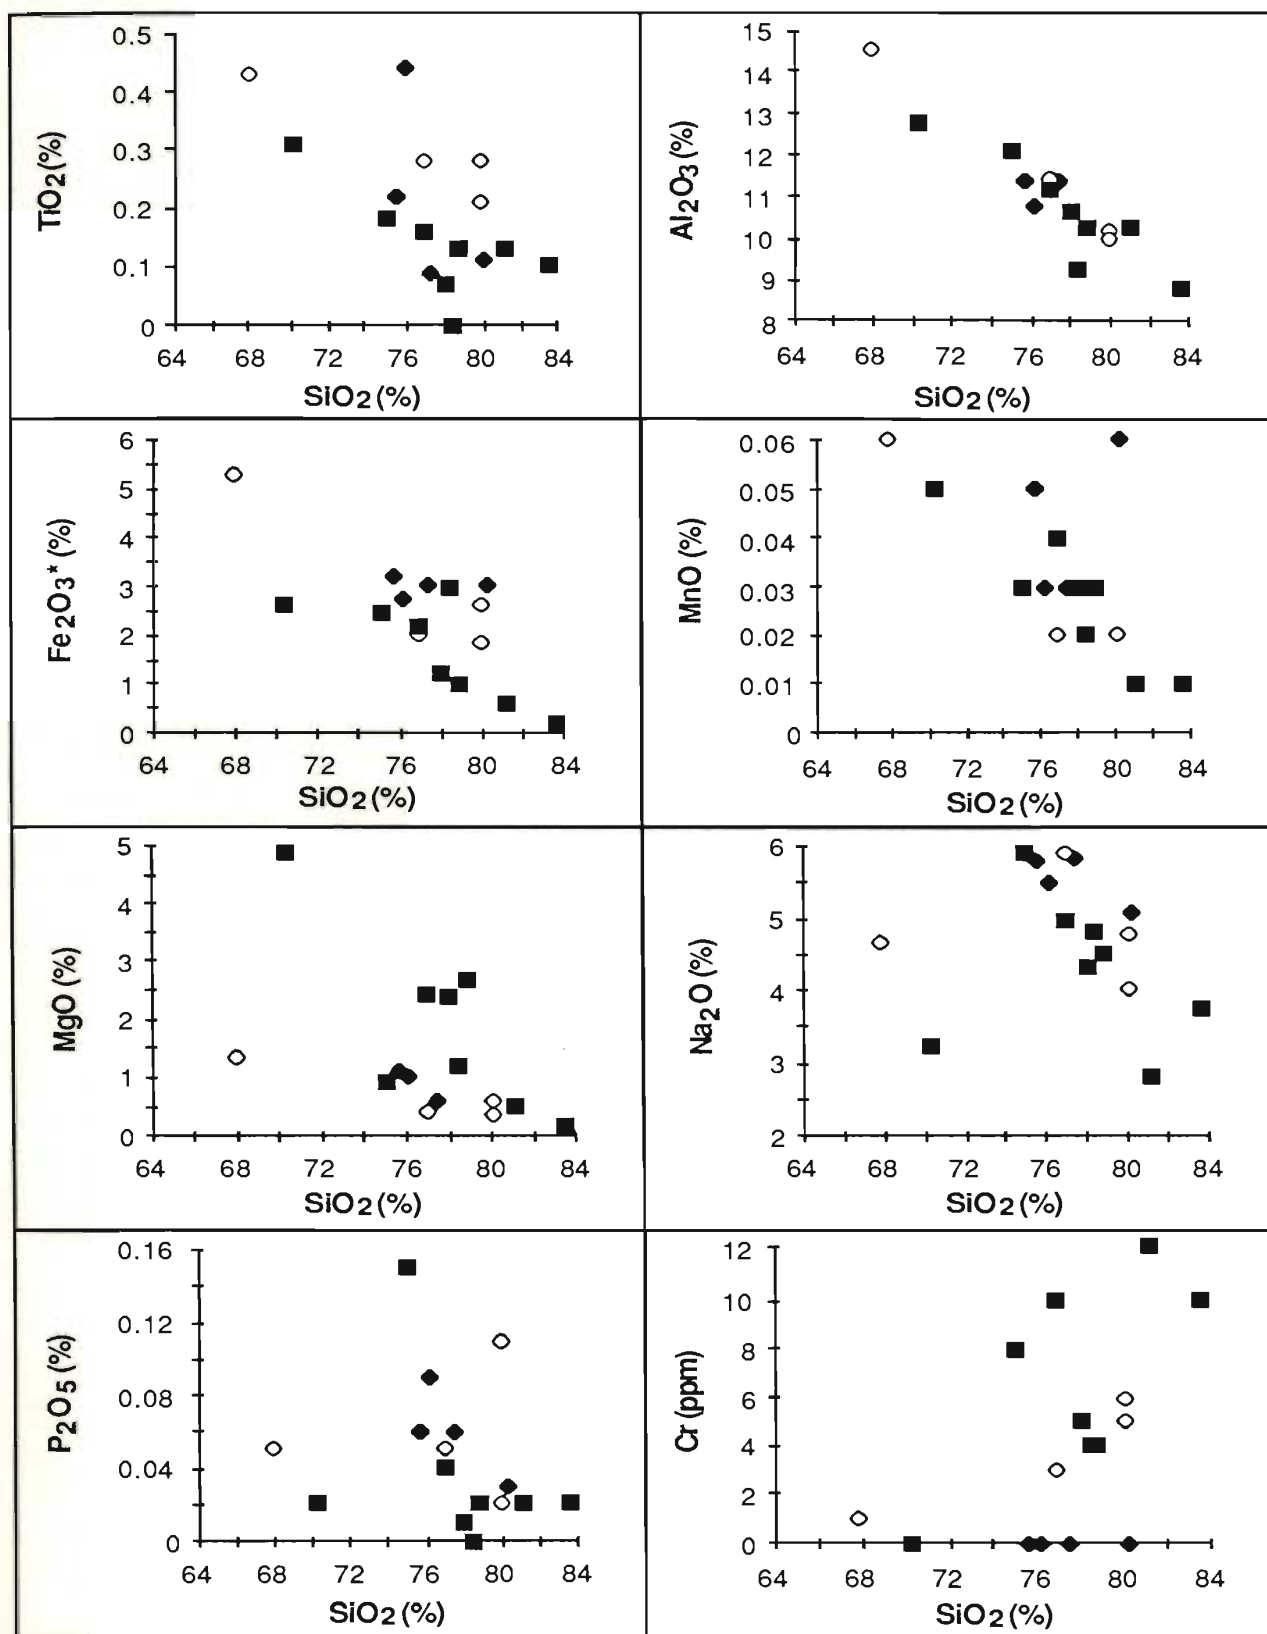 TiO2(%)
0.5
0.4
0.3
0.2
0.1
0
64 68 72 76 80 84
SiO2(%)
Al2O3(%)
15
14
13
12
11
10
9
8
64 68 72 76 80 84
SiO2(%)
Fe2O3*(%)
6
5
4
3
2
1
0
64 68 72 76 80 84
SiO2(%)
MnO (%)
0.06
0.05
0.04
0.03
0.02
0.01
0
64 68 72 76 80 84
SiO2(%)
MgO (%)
5
4
3
2
1
0
64 68 72 76 80 84
SiO2(%)
Na2O (%)
6
5
4
3
2
64 68 72 76 80 84
SiO2(%)
P2O5(%)
0.16
0.12
0.08
0.04
0
64 68 72 76 80 84
SiO2(%)
Cr(ppm)
12
10
8
6
4
2
0
64 68 72 76 80 84
SiO2(%)